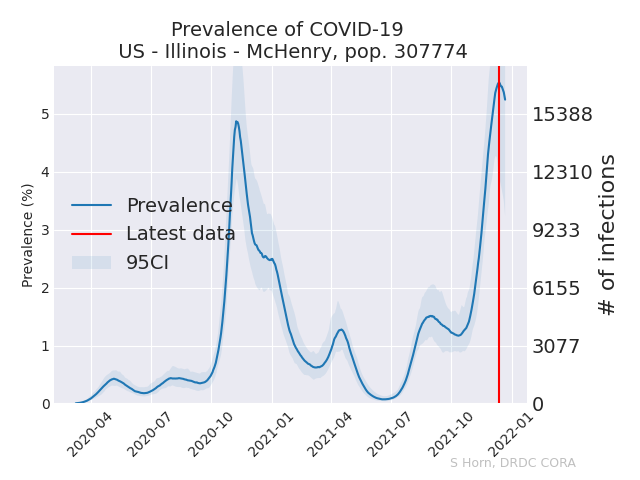 Prevalence of COVID-19
US - Illinois - McHenry, pop. 307774
Prevalence (%)
5
4
3
2
1
0
15388
12310
9233
6155
3077
0
# of infections
Prevalence
Latest data
95CI
2020-04
2020-07
2020-10
2021-01
2021-04
2021-07
2021-10
2022-01
S Horn, DRDC CORA